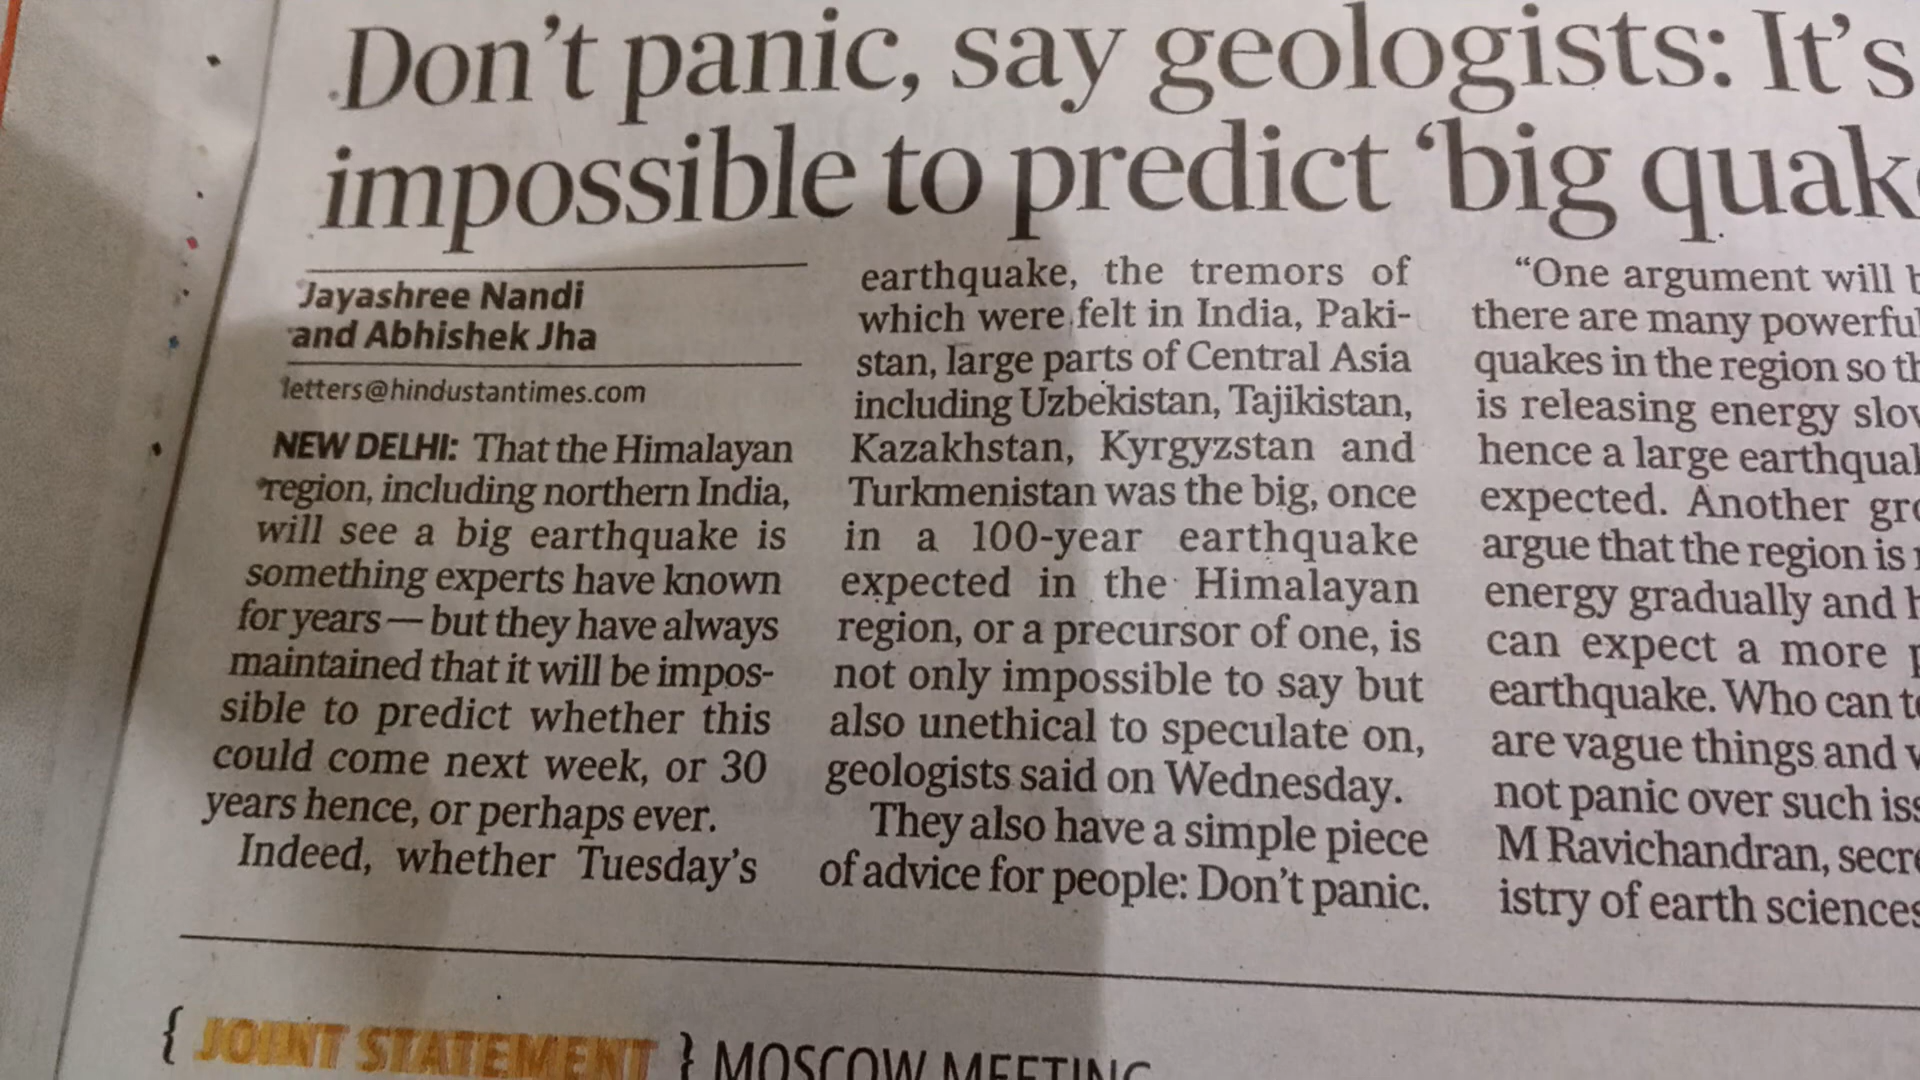 Don't panic, say geologists: It's
impossible to predict 'big
Jayashree Nandi
and Abhishek Jha
letters@hindustantimes.com
NEW DELHI: That the Himalayan
region, including northern India,
will see a big earthquake is
something experts have known
for years — but they have always
maintained that it will be impos-
sible to predict whether this
could come next week, or 30
years hence, or perhaps ever.
Indeed, whether Tuesday's
earthquake, the tremors of
which were felt in India, Paki-
stan, large parts of Central Asia
including Uzbekistan, Tajikistan,
Kazakhstan, Kyrgyzstan and
Turkmenistan was the big, once
in a 100-year earthquake
expected in the Himalayan
region, or a precursor of one, is
not only impossible to say but
also unethical to speculate on,
geologists said on Wednesday.
They also have a simple piece
of advice for people: Don't panic.
"One argument will
there are many powerful
quakes in the region so
is releasing energy
hence a large
expected. Another
argue that the region is
energy gradually and
can expect a more
earthquake. Who can
are vague things and
not panic over such
M Ravichandran,
istry of earth sciences
{ JOINT STATEMENT } MOSCOW MEETING